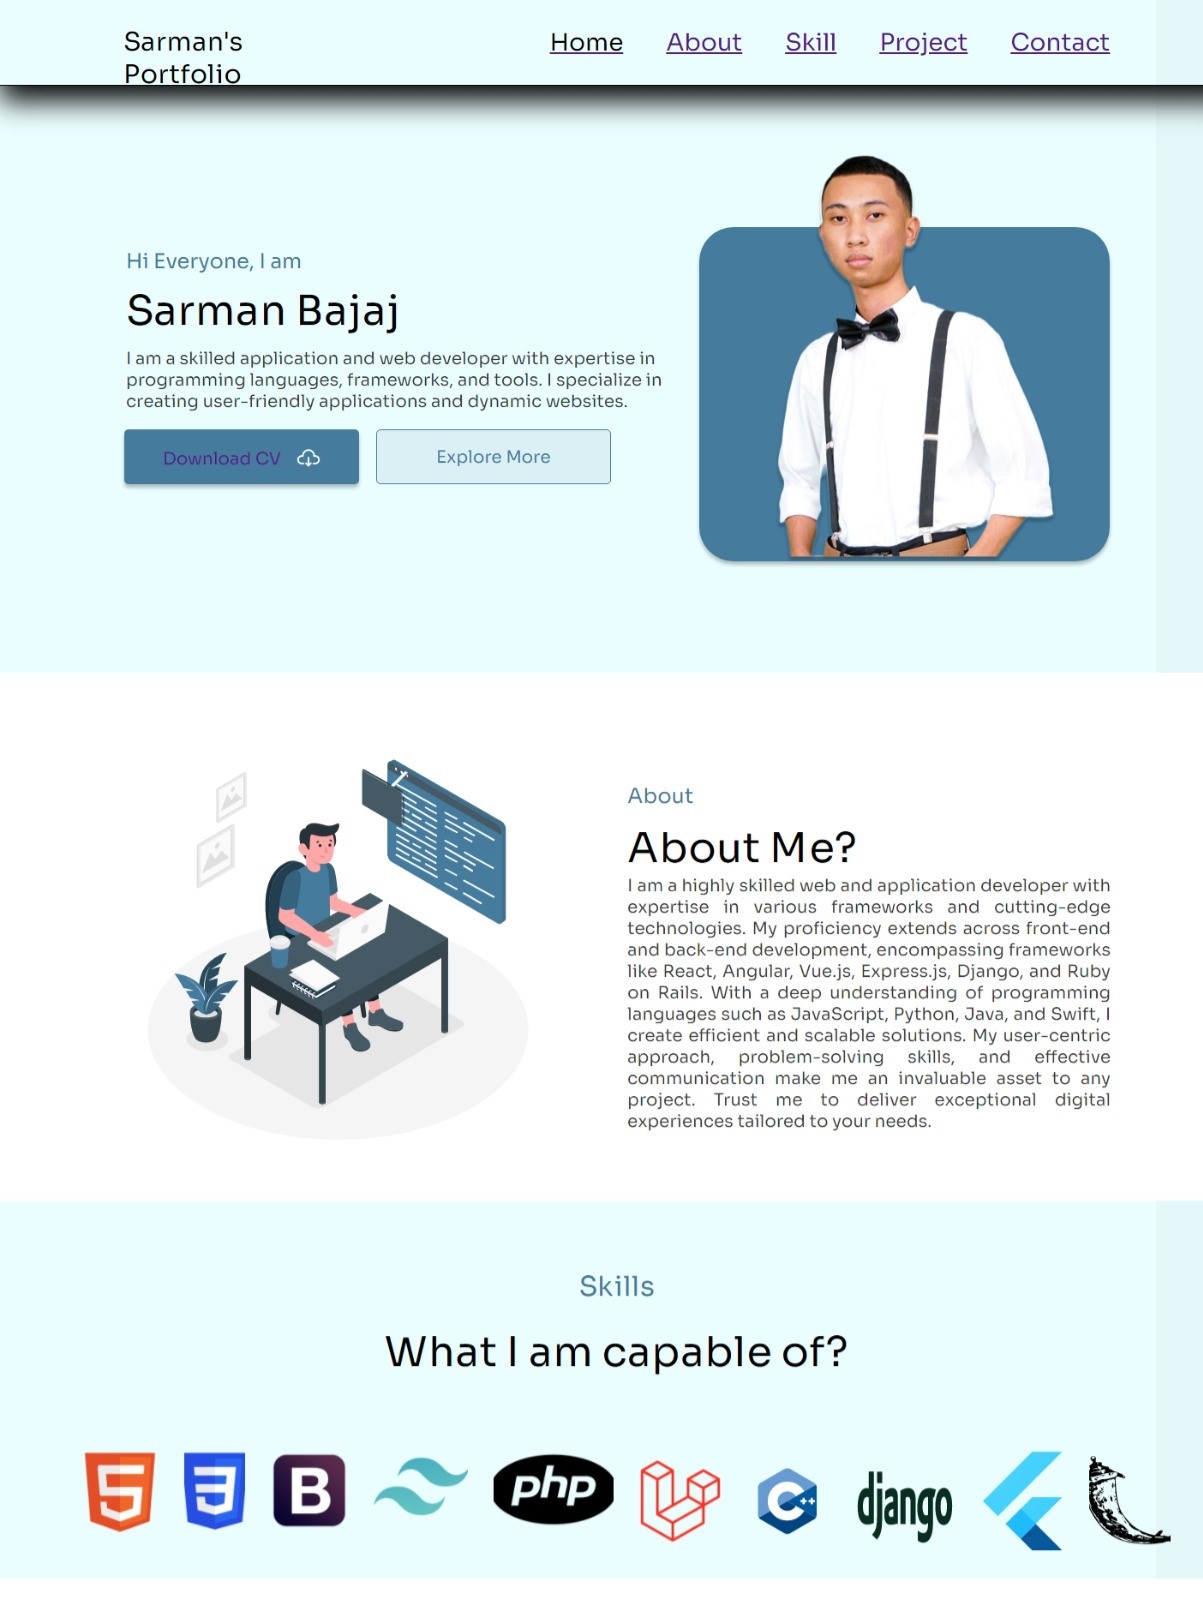 Sarman's
Portfolio
Home About Skill Project Contact
Hi Everyone, I am
Sarman Bajaj
I am a skilled application and web developer with expertise in
programming languages, frameworks, and tools. I specialize in
creating user-friendly applications and dynamic websites.
Download CV
Explore More
About
About Me?
I am a highly skilled web and application developer with
expertise in various frameworks and cutting-edge
technologies. My proficiency extends across front-end
and back-end development, encompassing frameworks
like React, Angular, Vue.js, Express.js, Django, and Ruby
on Rails. With a deep understanding of programming
languages such as JavaScript, Python, Java, and Swift, I
create efficient and scalable solutions. My user-centric
approach, problem-solving skills, and effective
communication make me an invaluable asset to any
project. Trust me to deliver exceptional digital
experiences tailored to your needs.
Skills
What I am capable of?
5 3 B php C++ django